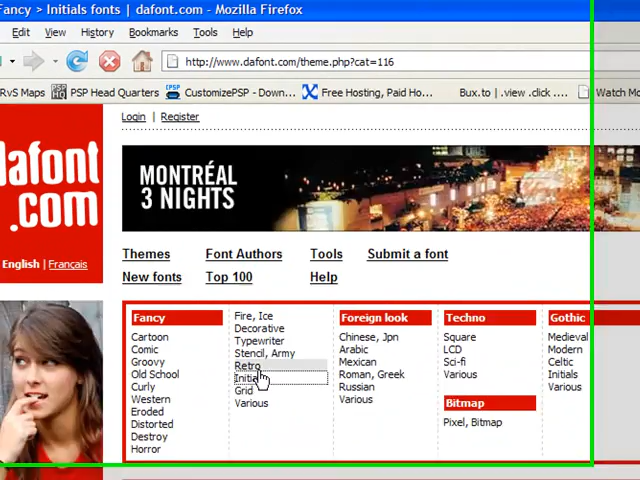 Fancy > Initials fonts | dafont.com - Mozilla Firefox
Edit View History Bookmarks Tools Help
http://www.dafont.com/theme.php?cat=116
RvS Maps PSP Head Quarters CustomizePSP - Down... Free Hosting, Paid Ho... Bux.to | .view .click .... Watch Mo
Login | Register
dafont
.com
English | Français
MONTRÉAL
3 NIGHTS
Themes Font Authors Tools Submit a font
New fonts Top 100 Help
Fancy
Cartoon
Comic
Groovy
Old School
Curly
Western
Eroded
Distorted
Destroy
Horror
Fire, Ice
Decorative
Typewriter
Stencil, Army
Retro
Initia
Grid
Various
Foreign look
Chinese, Jpn
Arabic
Mexican
Roman, Greek
Russian
Various
Techno
Square
LCD
Sci-fi
Various
Bitmap
Pixel, Bitmap
Gothic
Medieval
Modern
Celtic
Initials
Various